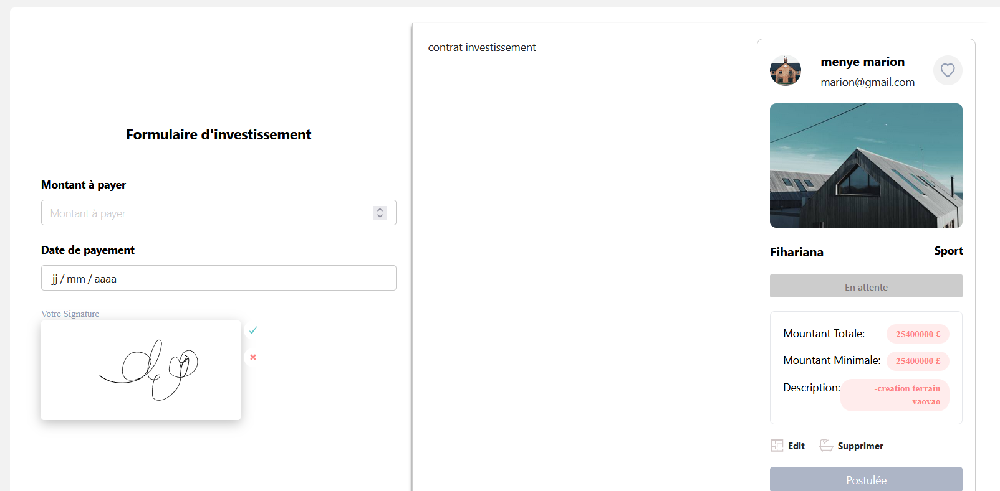 Formulaire d'investissement
Montant à payer
Montant à payer
Date de payement
jj / mm / aaaa
Votre Signature
contrat investissement
menye marion
marion@gmail.com
Fihariana Sport
En attente
Mountant Totale: 25400000 £
Mountant Minimale: 25400000 £
Description: -creation terrain
vaovao
Edit Supprimer
Postulée